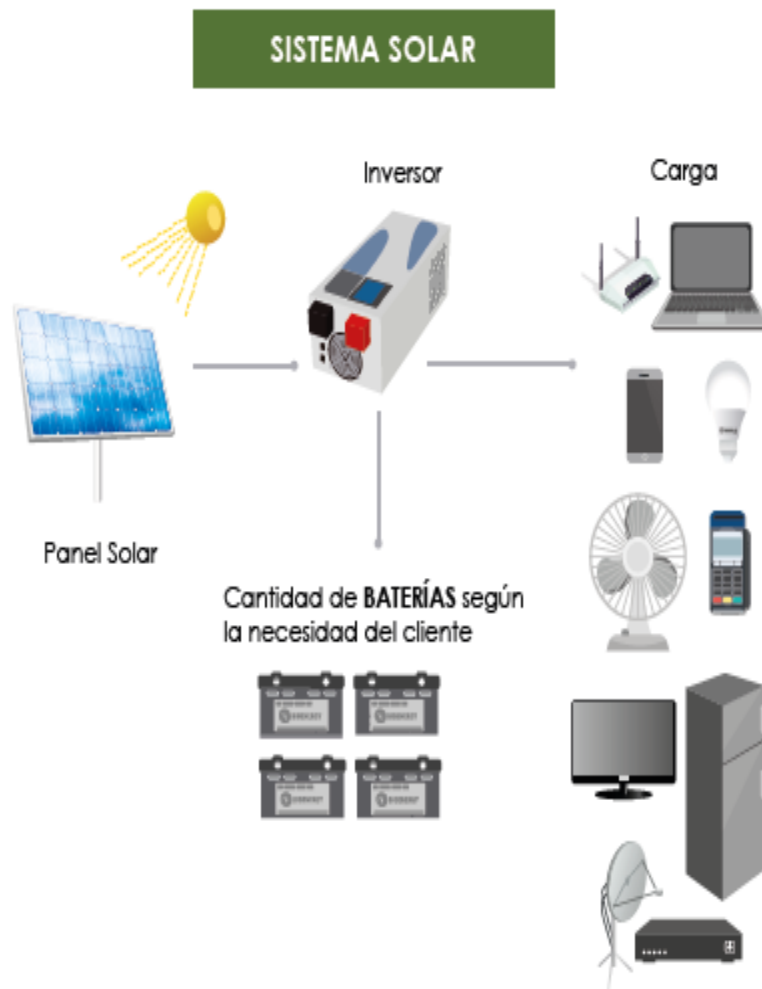 SISTEMA SOLAR
Inversor
Carga
Panel Solar
Cantidad de BATERÍAS según
la necesidad del cliente